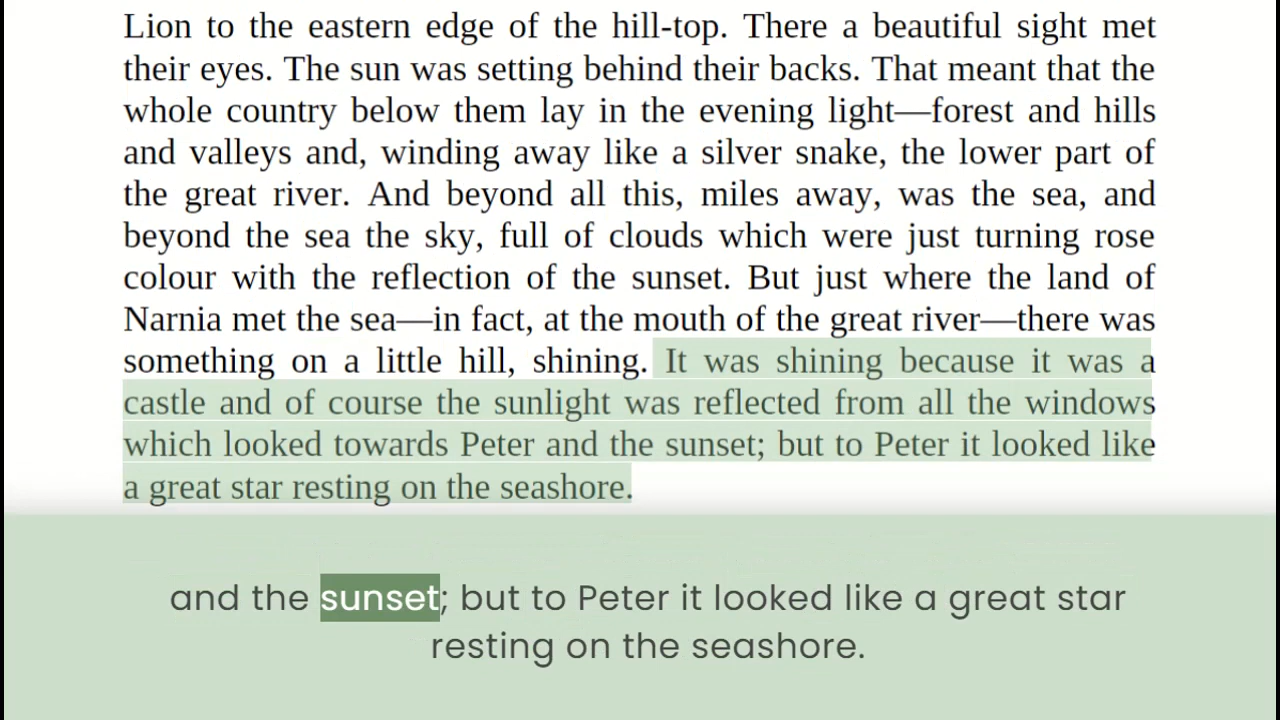 Lion to the eastern edge of the hill-top. There a beautiful sight met
their eyes. The sun was setting behind their backs. That meant that the
whole country below them lay in the evening light—forest and hills
and valleys and, winding away like a silver snake, the lower part of
the great river. And beyond all this, miles away, was the sea, and
beyond the sea the sky, full of clouds which were just turning rose
colour with the reflection of the sunset. But just where the land of
Narnia met the sea—in fact, at the mouth of the great river—there was
something on a little hill, shining. It was shining because it was a
castle and of course the sunlight was reflected from all the windows
which looked towards Peter and the sunset; but to Peter it looked like
a great star resting on the seashore.
and the sunset; but to Peter it looked like a great star
resting on the seashore.